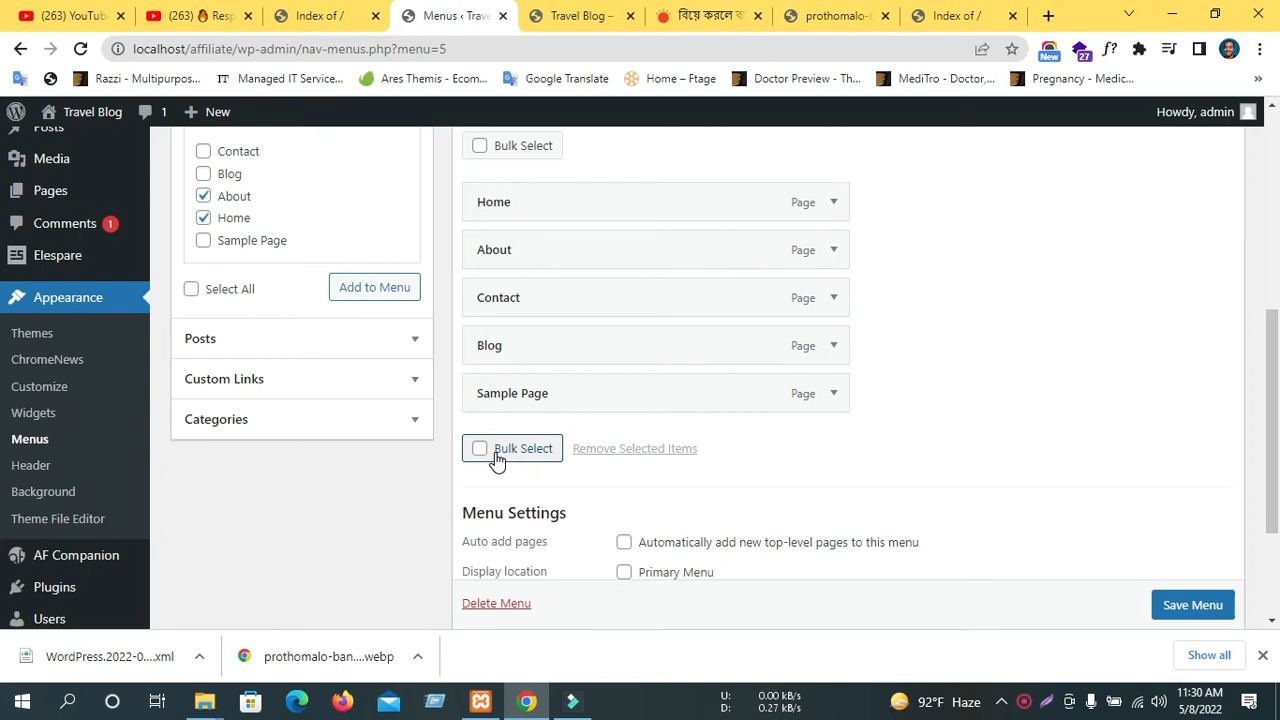 (263) YouTub
(263) 🔥 Resp
Index of /
Menus ‹ Trave
Travel Blog –
বিয়ে করলে ব
prothomalo-b
Index of /
localhost/affiliate/wp-admin/nav-menus.php?menu=5
New
27
f?
Razzi - Multipurpos...
IT Managed IT Service...
Ares Themis - Ecom...
Google Translate
Home – Ftage
Doctor Preview - Th...
MediTro - Doctor,...
Pregnancy - Medic...
»
Travel Blog
1
New
Howdy, admin
Posts
Media
Pages
Comments 1
Elespare
Appearance
Themes
ChromeNews
Customize
Widgets
Menus
Header
Background
Theme File Editor
AF Companion
Plugins
Users
Contact
Blog
About
Home
Sample Page
Select All
Add to Menu
Posts
Custom Links
Categories
Bulk Select
Home Page
About Page
Contact Page
Blog Page
Sample Page Page
Bulk Select Remove Selected Items
Menu Settings
Auto add pages Automatically add new top-level pages to this menu
Display location Primary Menu
Delete Menu
Save Menu
WordPress.2022-0....xml
prothomalo-ban....webp
Show all
U: 0.00 kB/s
D: 0.27 kB/s
92°F Haze
11:30 AM
5/8/2022